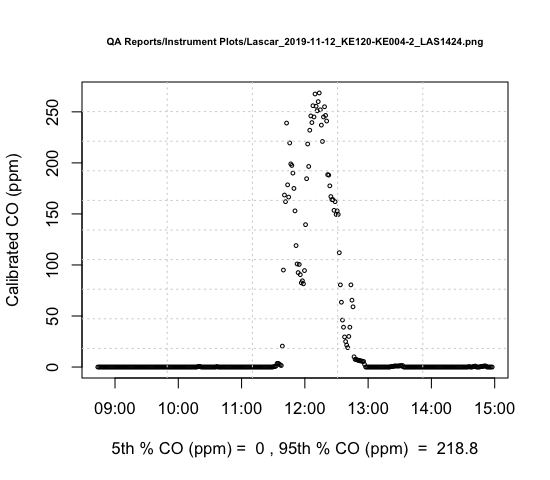 QA Reports/Instrument Plots/Lascar_2019-11-12_KE120-KE004-2_LAS1424.png
250
200
150
100
50
0
Calibrated CO (ppm)
09:00 10:00 11:00 12:00 13:00 14:00 15:00
5th % CO (ppm) = 0 , 95th % CO (ppm) = 218.8